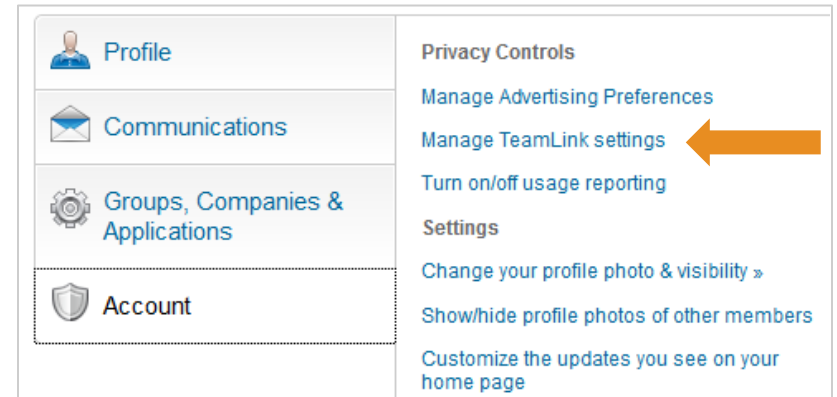 Profile
Communications
Groups, Companies &
Applications
Account
Privacy Controls
Manage Advertising Preferences
Manage TeamLink settings
Turn on/off usage reporting
Settings
Change your profile photo & visibility »
Show/hide profile photos of other members
Customize the updates you see on your
home page